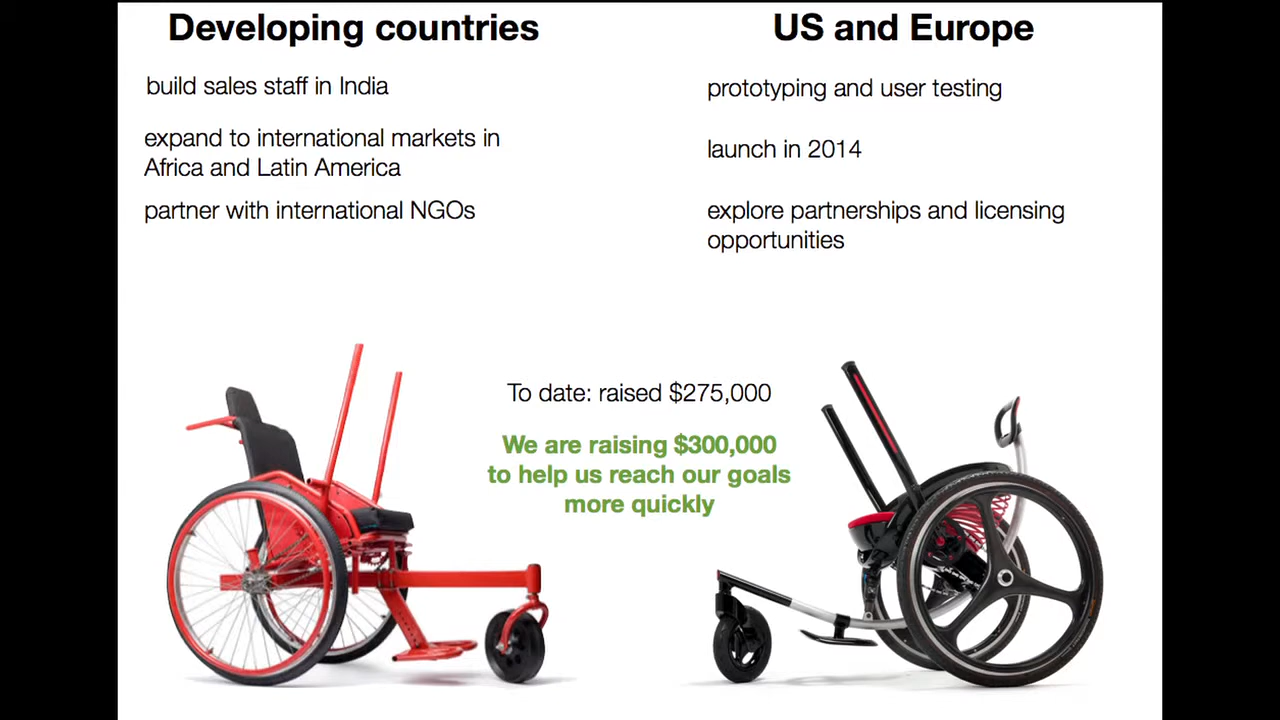 Developing countries
build sales staff in India
expand to international markets in
Africa and Latin America
partner with international NGOs
US and Europe
prototyping and user testing
launch in 2014
explore partnerships and licensing
opportunities
To date: raised $275,000
We are raising $300,000
to help us reach our goals
more quickly